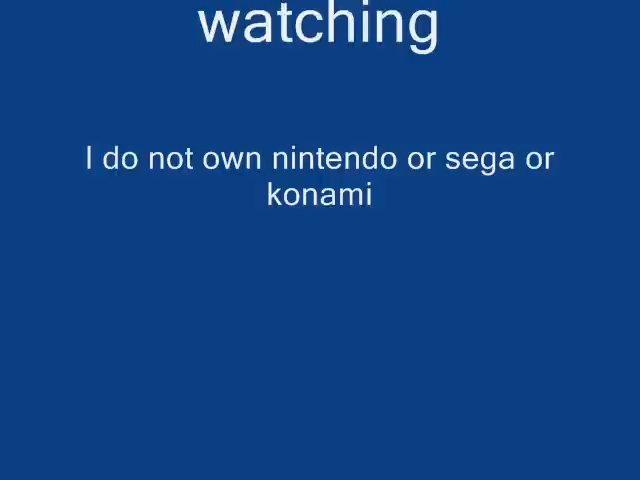 watching
I do not own nintendo or sega or
konami